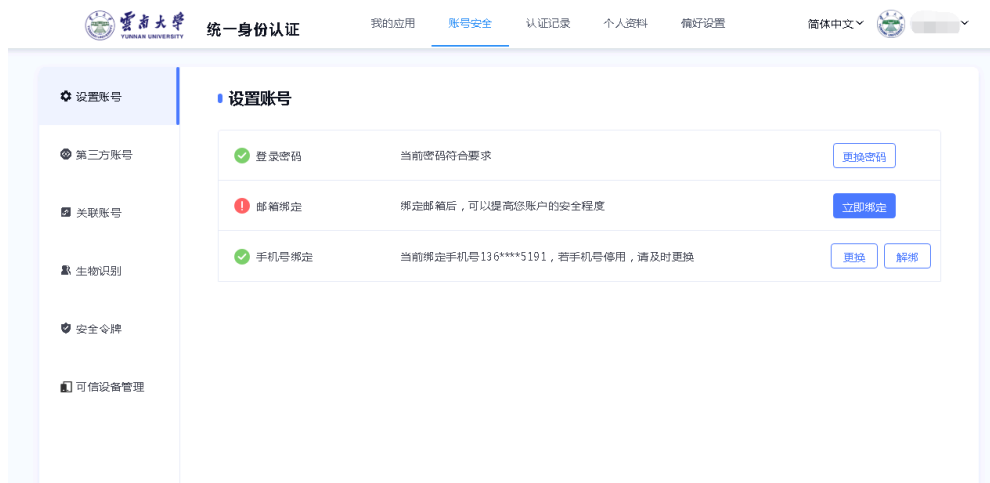 雲南大學
YUNNAN UNIVERSITY
统一身份认证
我的应用 账号安全 认证记录 个人资料 偏好设置
简体中文
设置账号
第三方账号
关联账号
生物识别
安全令牌
可信设备管理
设置账号
登录密码 当前密码符合要求 更换密码
邮箱绑定 绑定邮箱后，可以提高您账户的安全程度 立即绑定
手机号绑定 当前绑定手机号136****5191，若手机号停用，请及时更换 更换 解绑